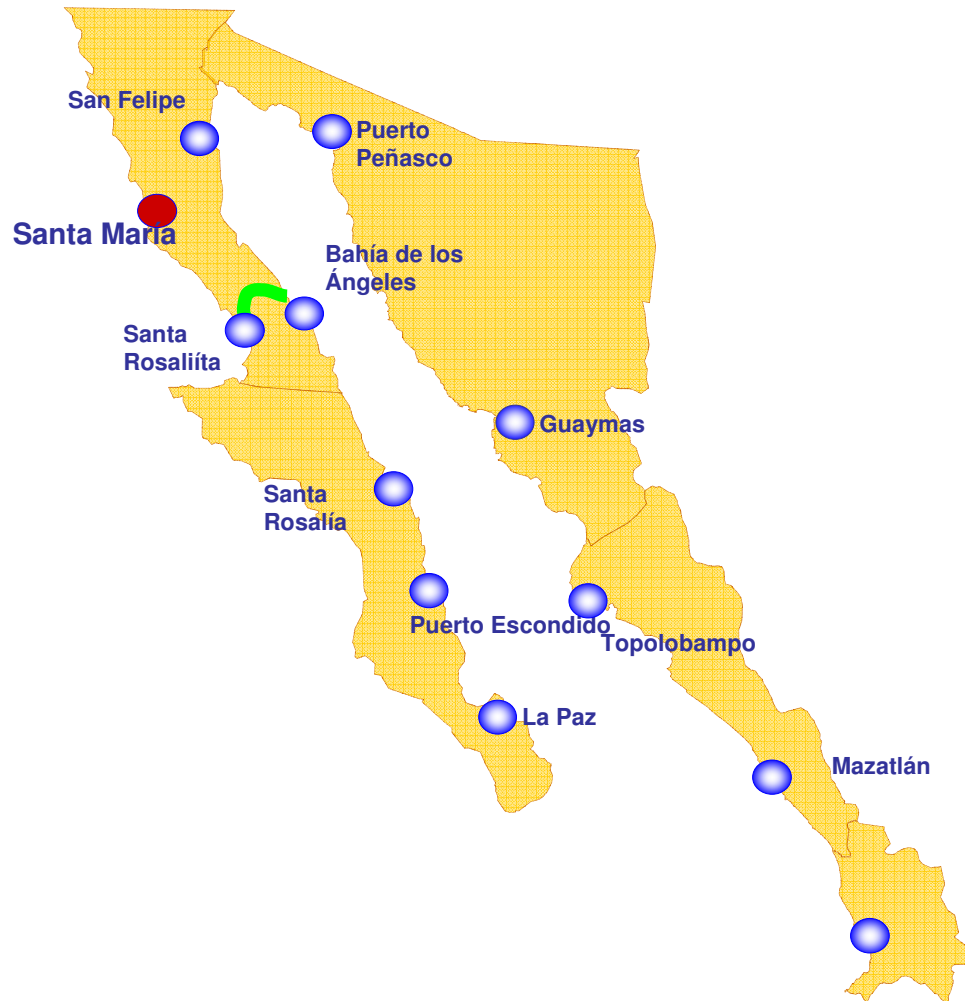 San Felipe
Puerto
Peñasco
Santa María
Bahía de los
Ángeles
Santa
Rosaliíta
Guaymas
Santa
Rosalía
Puerto Escondido
Topolobampo
La Paz
Mazatlán